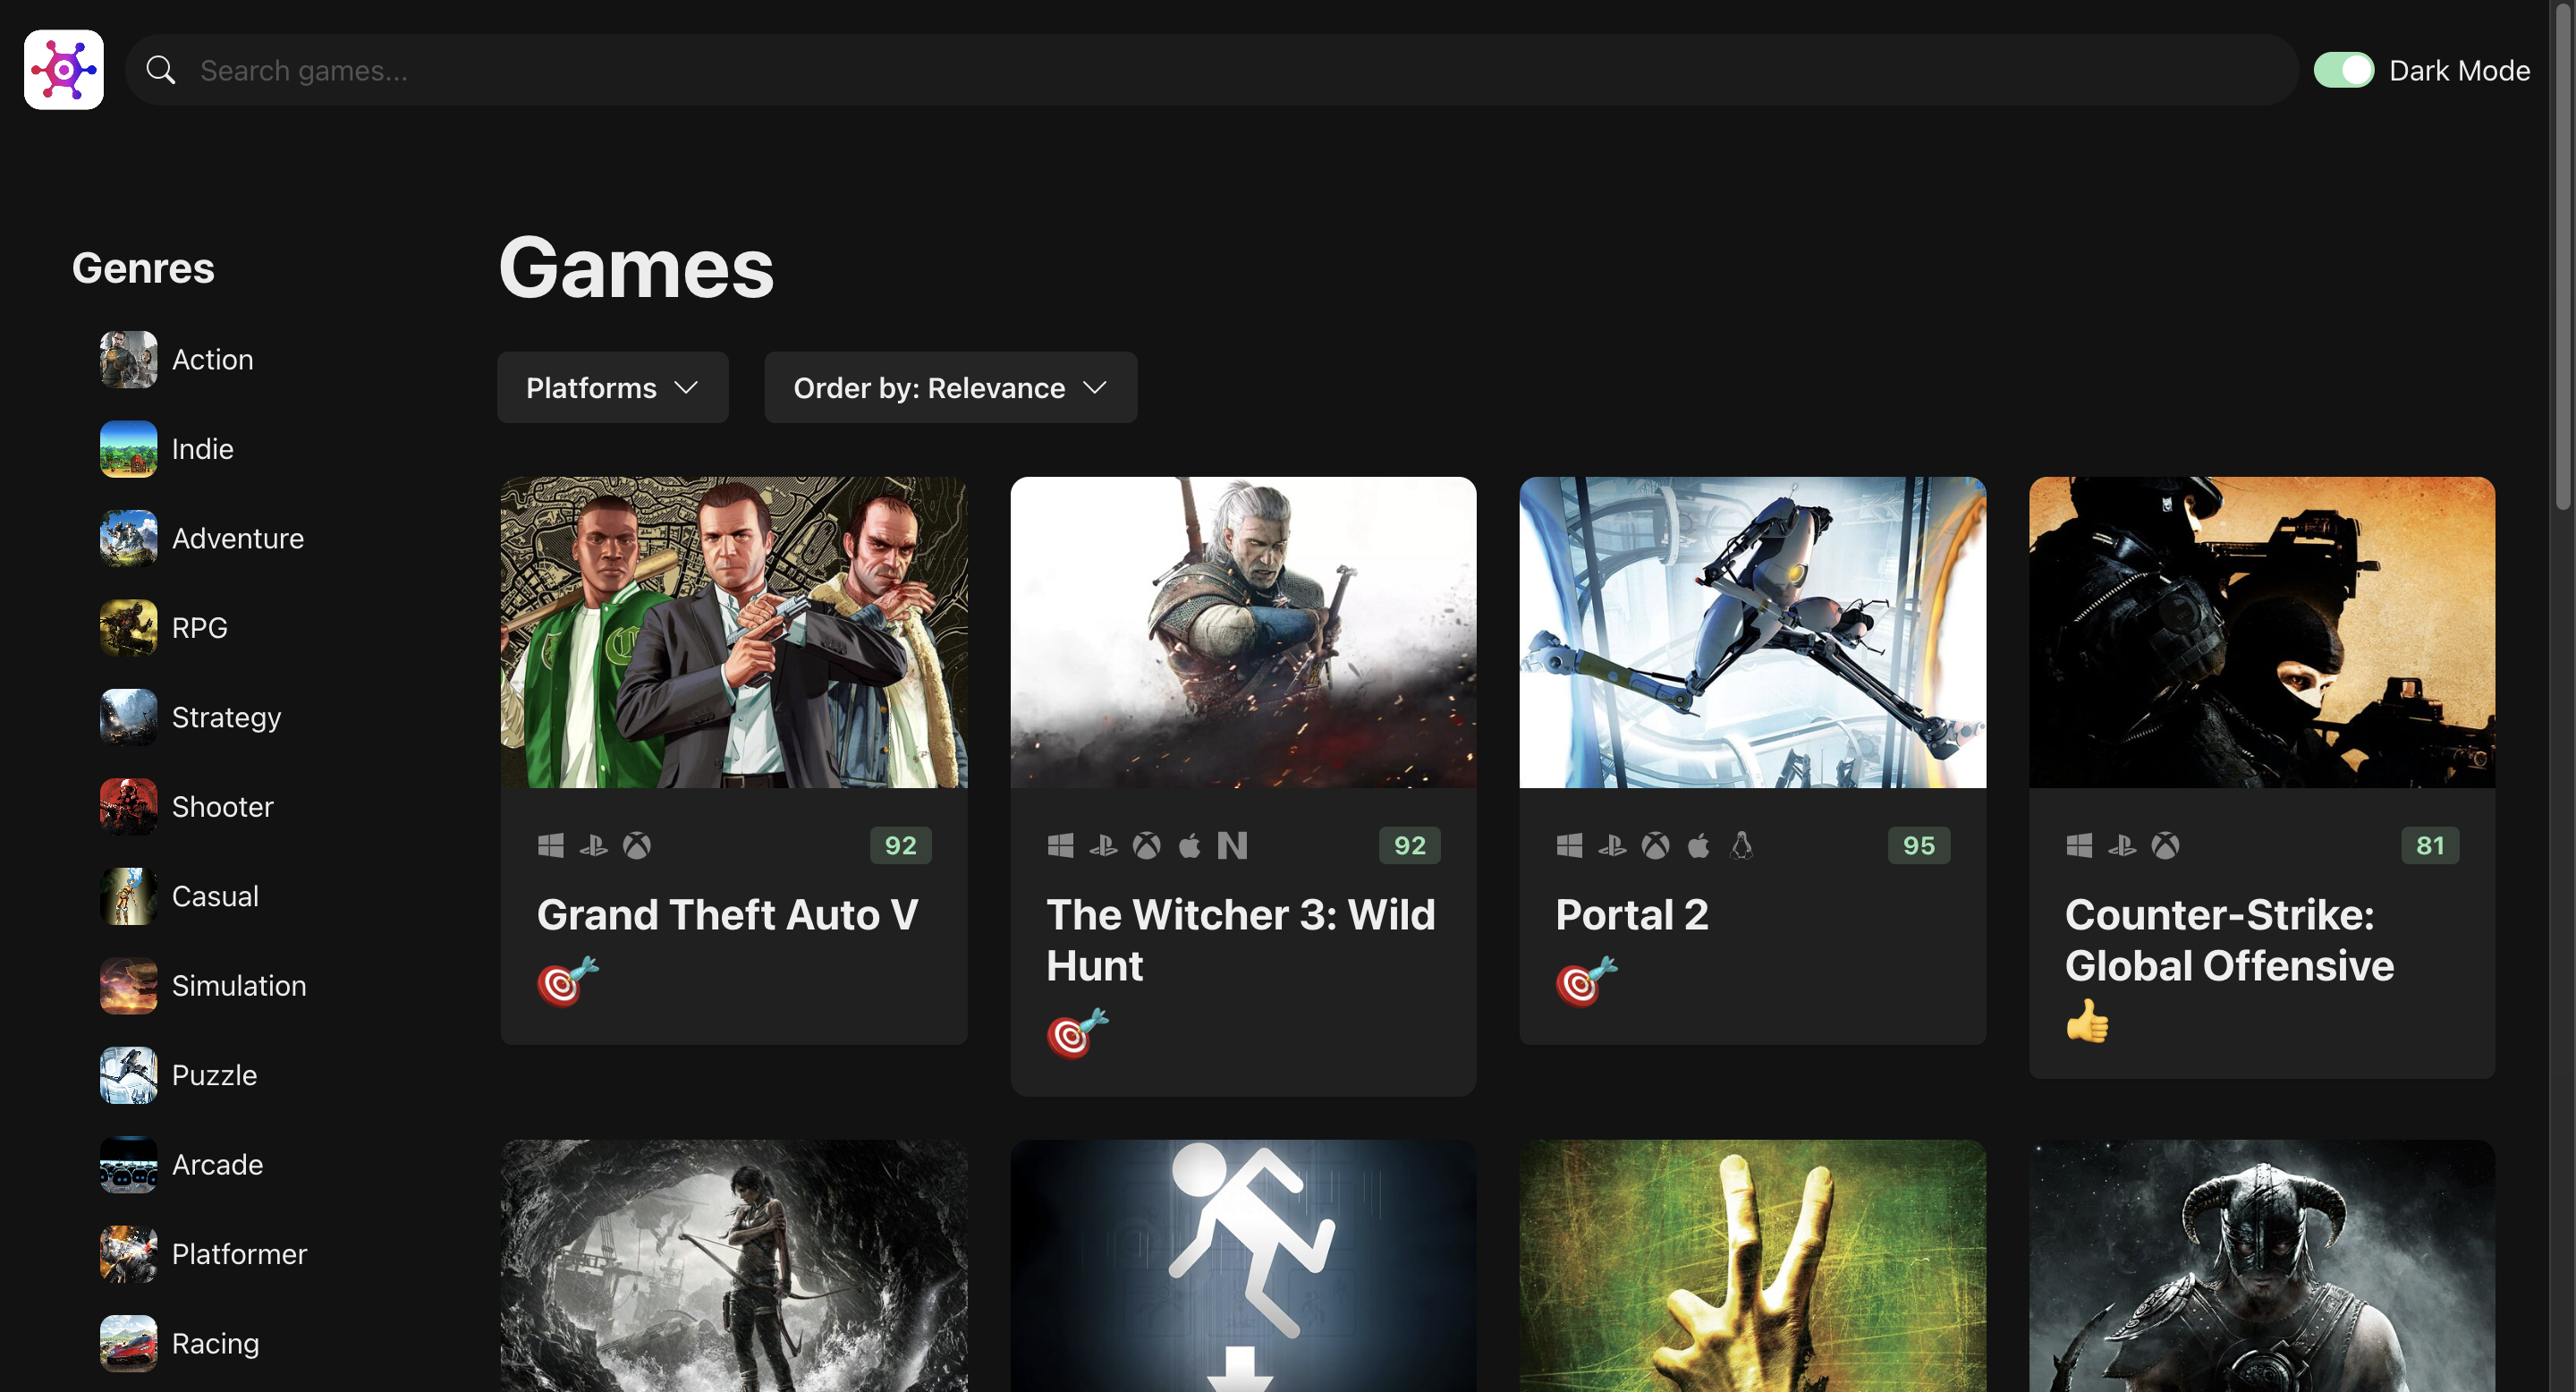 Search games...
Dark Mode
Genres
Action
Indie
Adventure
RPG
Strategy
Shooter
Casual
Simulation
Puzzle
Arcade
Platformer
Racing
Games
Platforms
Order by: Relevance
92
Grand Theft Auto V
92
The Witcher 3: Wild
Hunt
95
Portal 2
81
Counter-Strike:
Global Offensive